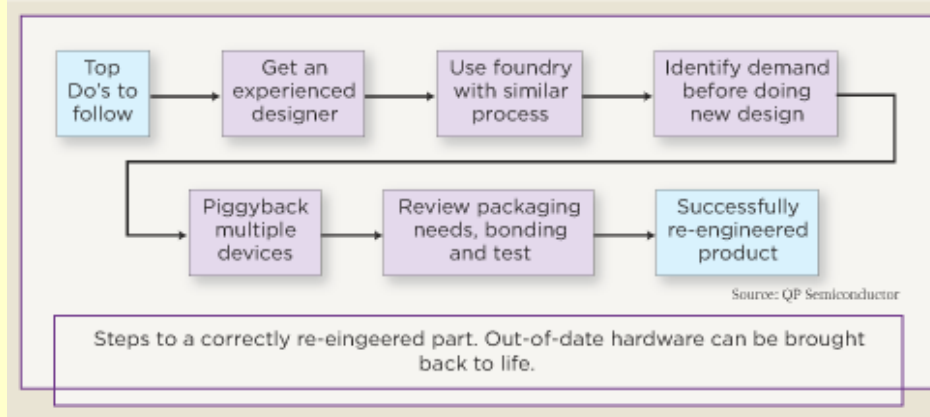 Top
Do's to
follow
Get an
experienced
designer
Use foundry
with similar
process
Identify demand
before doing
new design
Piggyback
multiple
devices
Review packaging
needs, bonding
and test
Successfully
re-engineered
product
Source: QP Semiconductor
Steps to a correctly re-eingeered part. Out-of-date hardware can be brought
back to life.